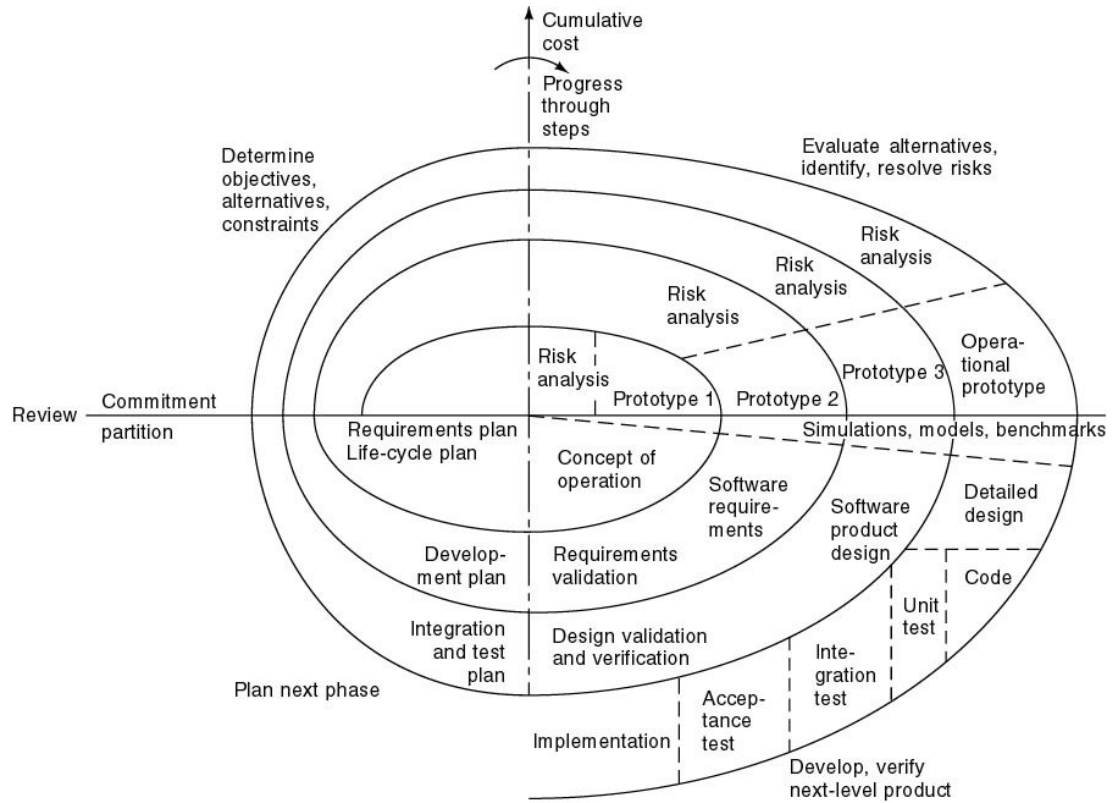 Cumulative
cost
Progress
through
steps
Evaluate alternatives,
identify, resolve risks
Determine
objectives,
alternatives,
constraints
Risk
analysis
Risk
analysis
Risk
analysis
Risk
analysis
Opera-
tional
prototype
Prototype 3
Prototype 2
Prototype 1
Review
Commitment
partition
Requirements plan
Life-cycle plan
Concept of
operation
Simulations, models, benchmarks
Software
require-
ments
Software
product
design
Detailed
design
Develop-
ment plan
Requirements
validation
Code
Unit
test
Integration
and test
plan
Design validation
and verification
Inte-
gration
test
Plan next phase
Accep-
tance
test
Implementation
Develop, verify
next-level product